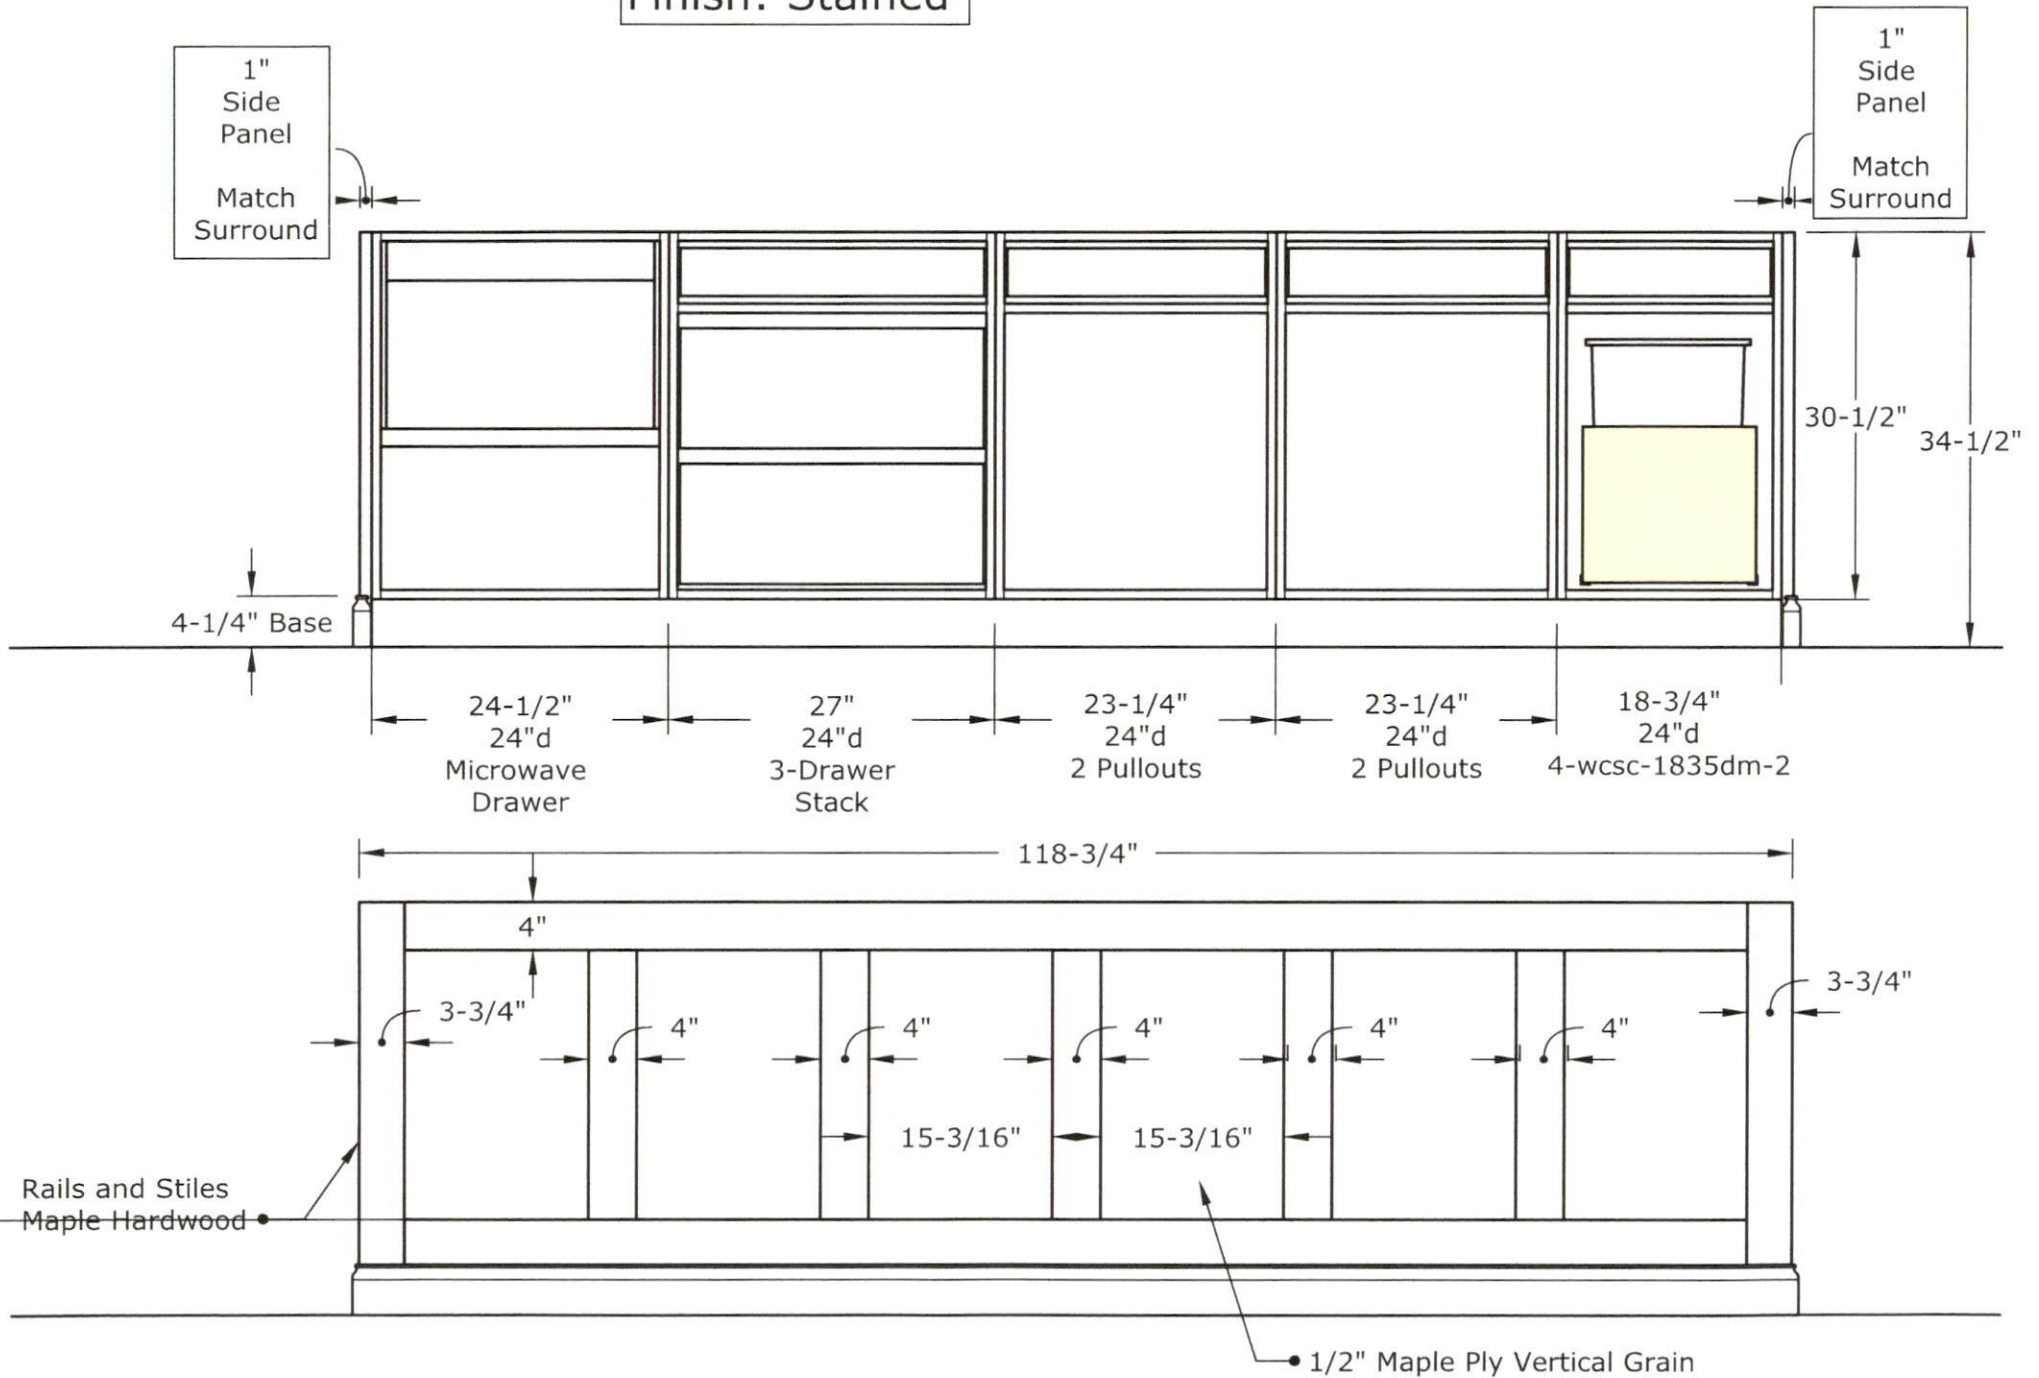 Finish: Stained
1"
Side
Panel
Match
Surround
1"
Side
Panel
Match
Surround
30-1/2"
34-1/2"
4-1/4" Base
24-1/2"
24"d
Microwave
Drawer
27"
24"d
3-Drawer
Stack
23-1/4"
24"d
2 Pullouts
23-1/4"
24"d
2 Pullouts
18-3/4"
24"d
4-wcsc-1835dm-2
118-3/4"
4"
3-3/4"
4"
4"
4"
4"
4"
3-3/4"
15-3/16"
15-3/16"
Rails and Stiles
Maple Hardwood
1/2" Maple Ply Vertical Grain